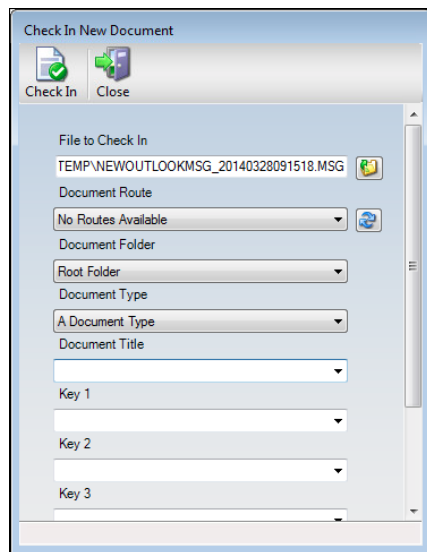 Check In New Document
Check In Close
File to Check In
TEMP\NEWOUTLOOKMSG_20140328091518.MSG
Document Route
No Routes Available
Document Folder
Root Folder
Document Type
A Document Type
Document Title
Key 1
Key 2
Key 3